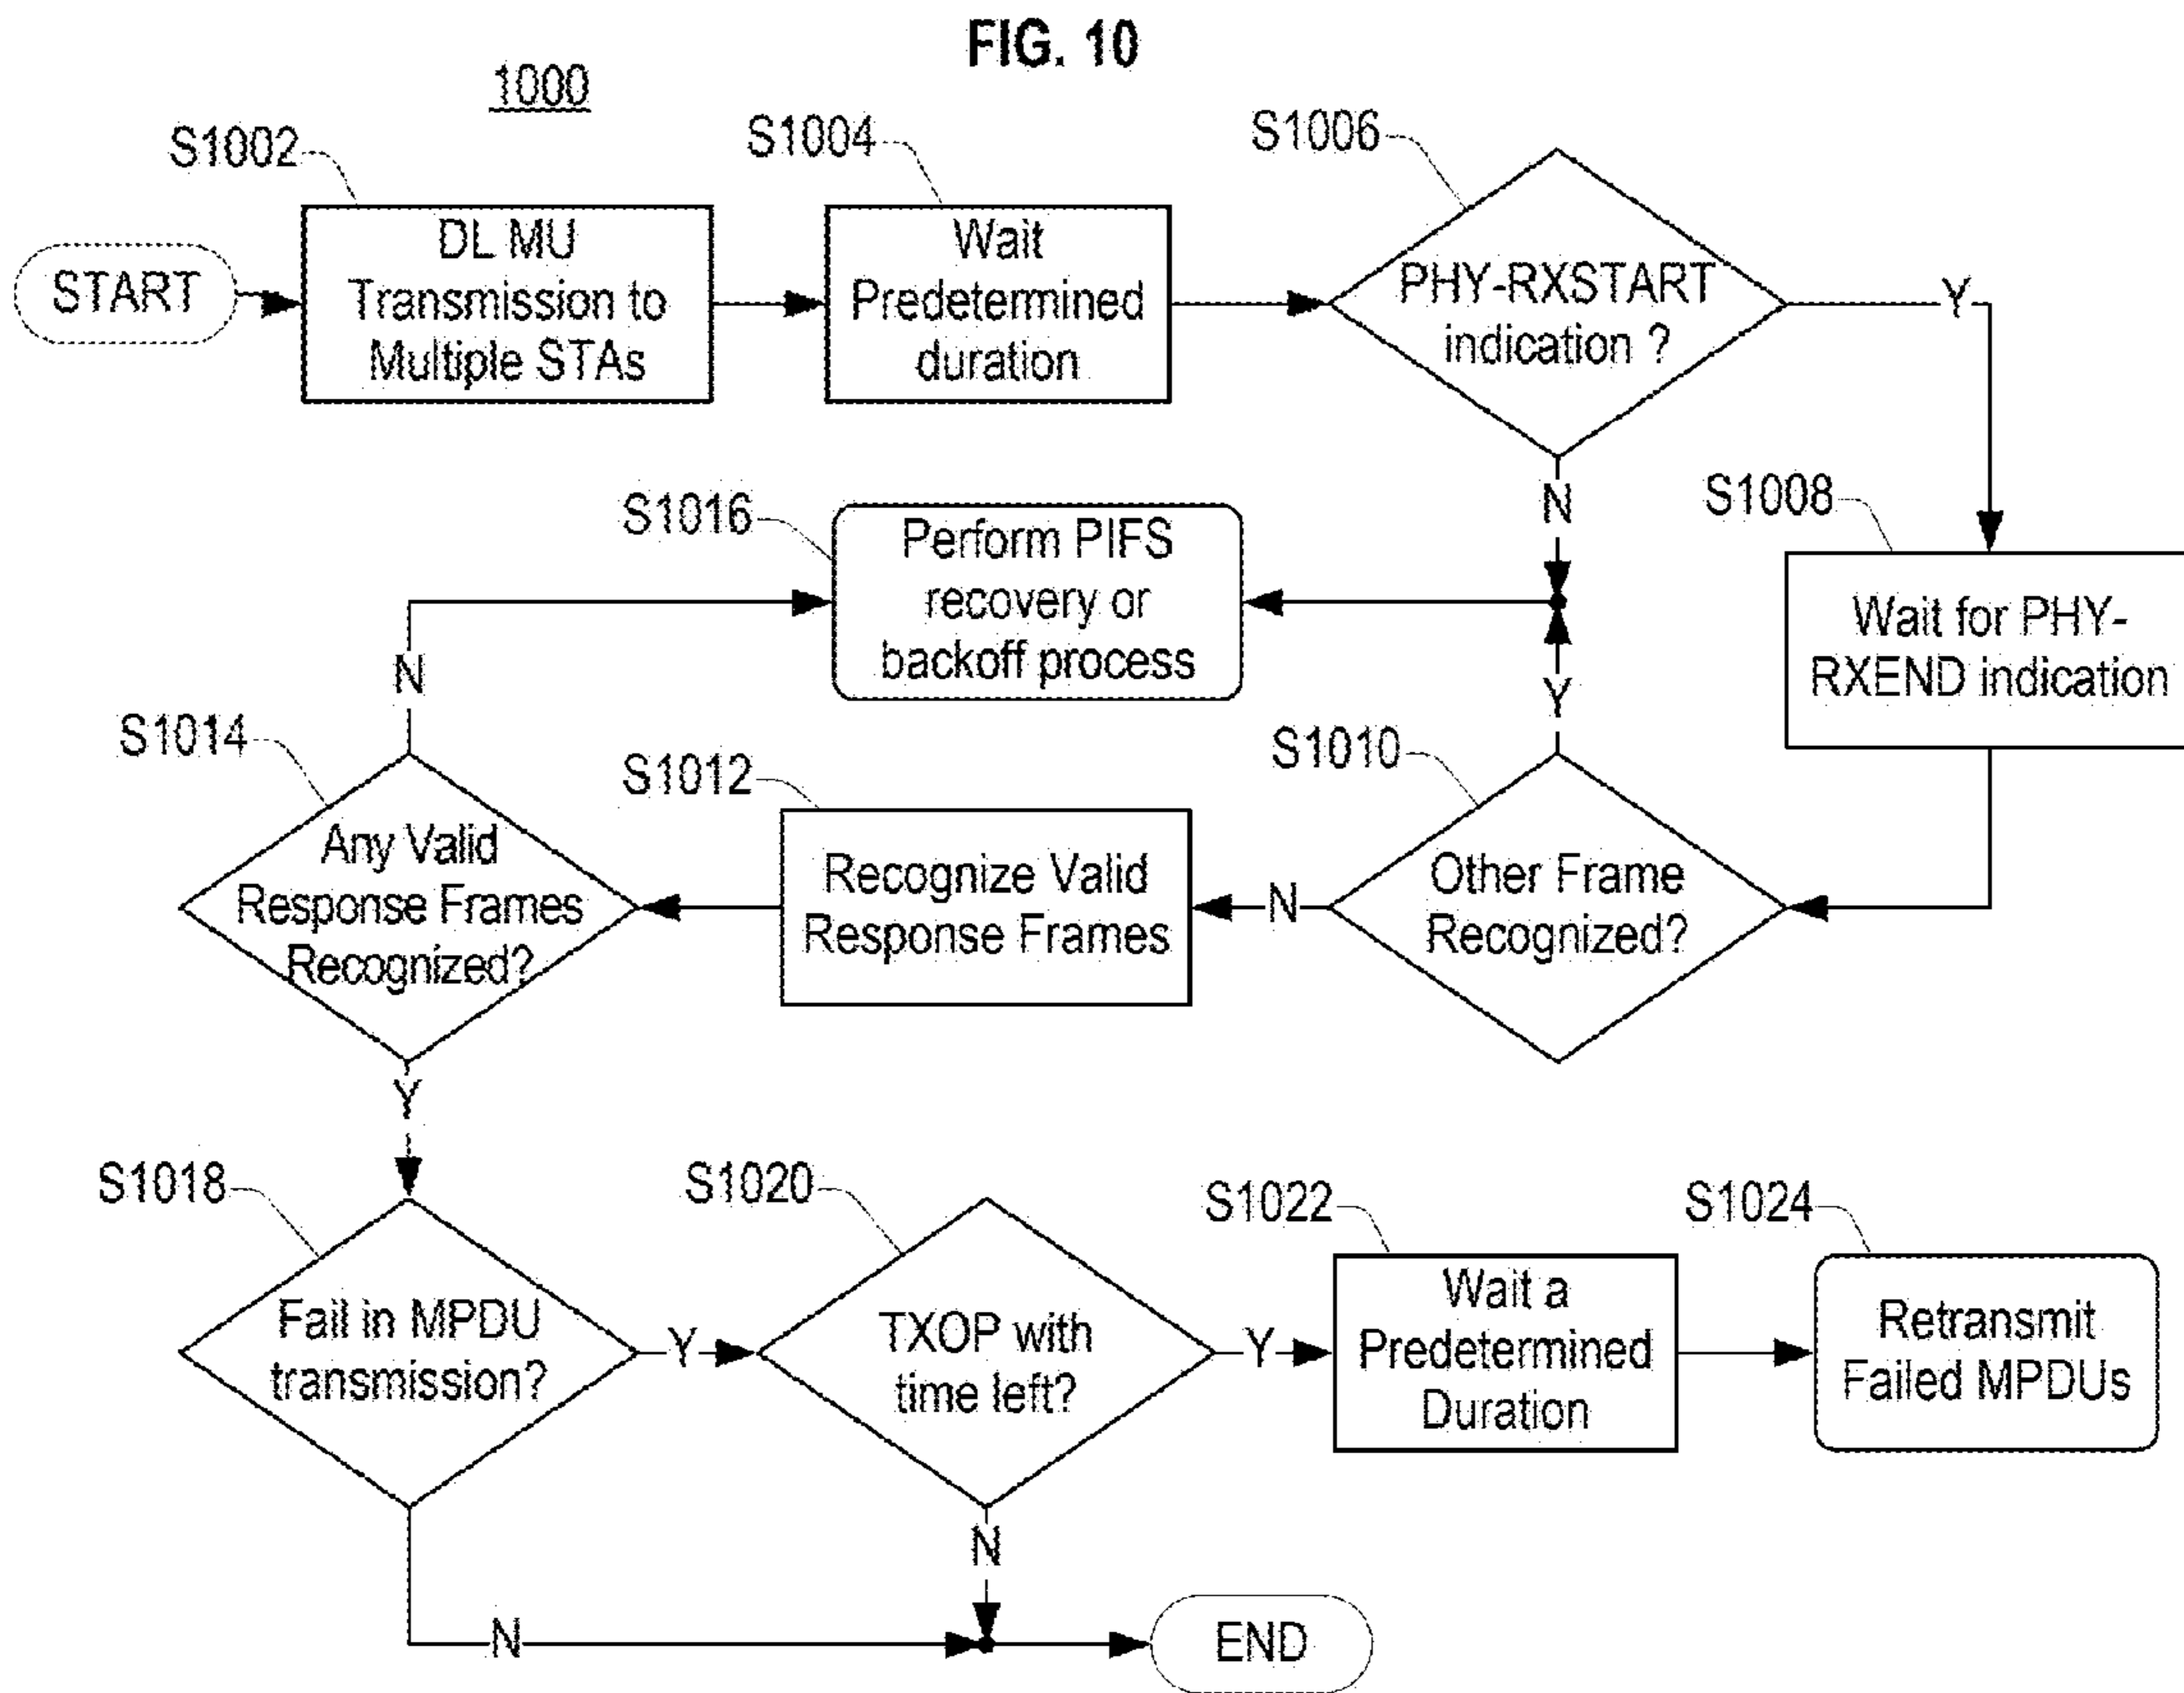 FIG. 10
1000
S1002
S1004
S1006
START
DL MU
Transmission to
Multiple STAs
Wait
Predetermined
duration
PHY-RXSTART
indication ?
Y
N
S1008
Wait for PHY-
RXEND indication
S1016
Perform PIFS
recovery or
backoff process
N
Y
S1014
S1012
S1010
Any Valid
Response Frames
Recognized?
Recognize Valid
Response Frames
N
Other Frame
Recognized?
Y
S1018
S1020
S1022
S1024
Fail in MPDU
transmission?
Y
TXOP with
time left?
Y
Wait a
Predetermined
Duration
Retransmit
Failed MPDUs
N
N
END